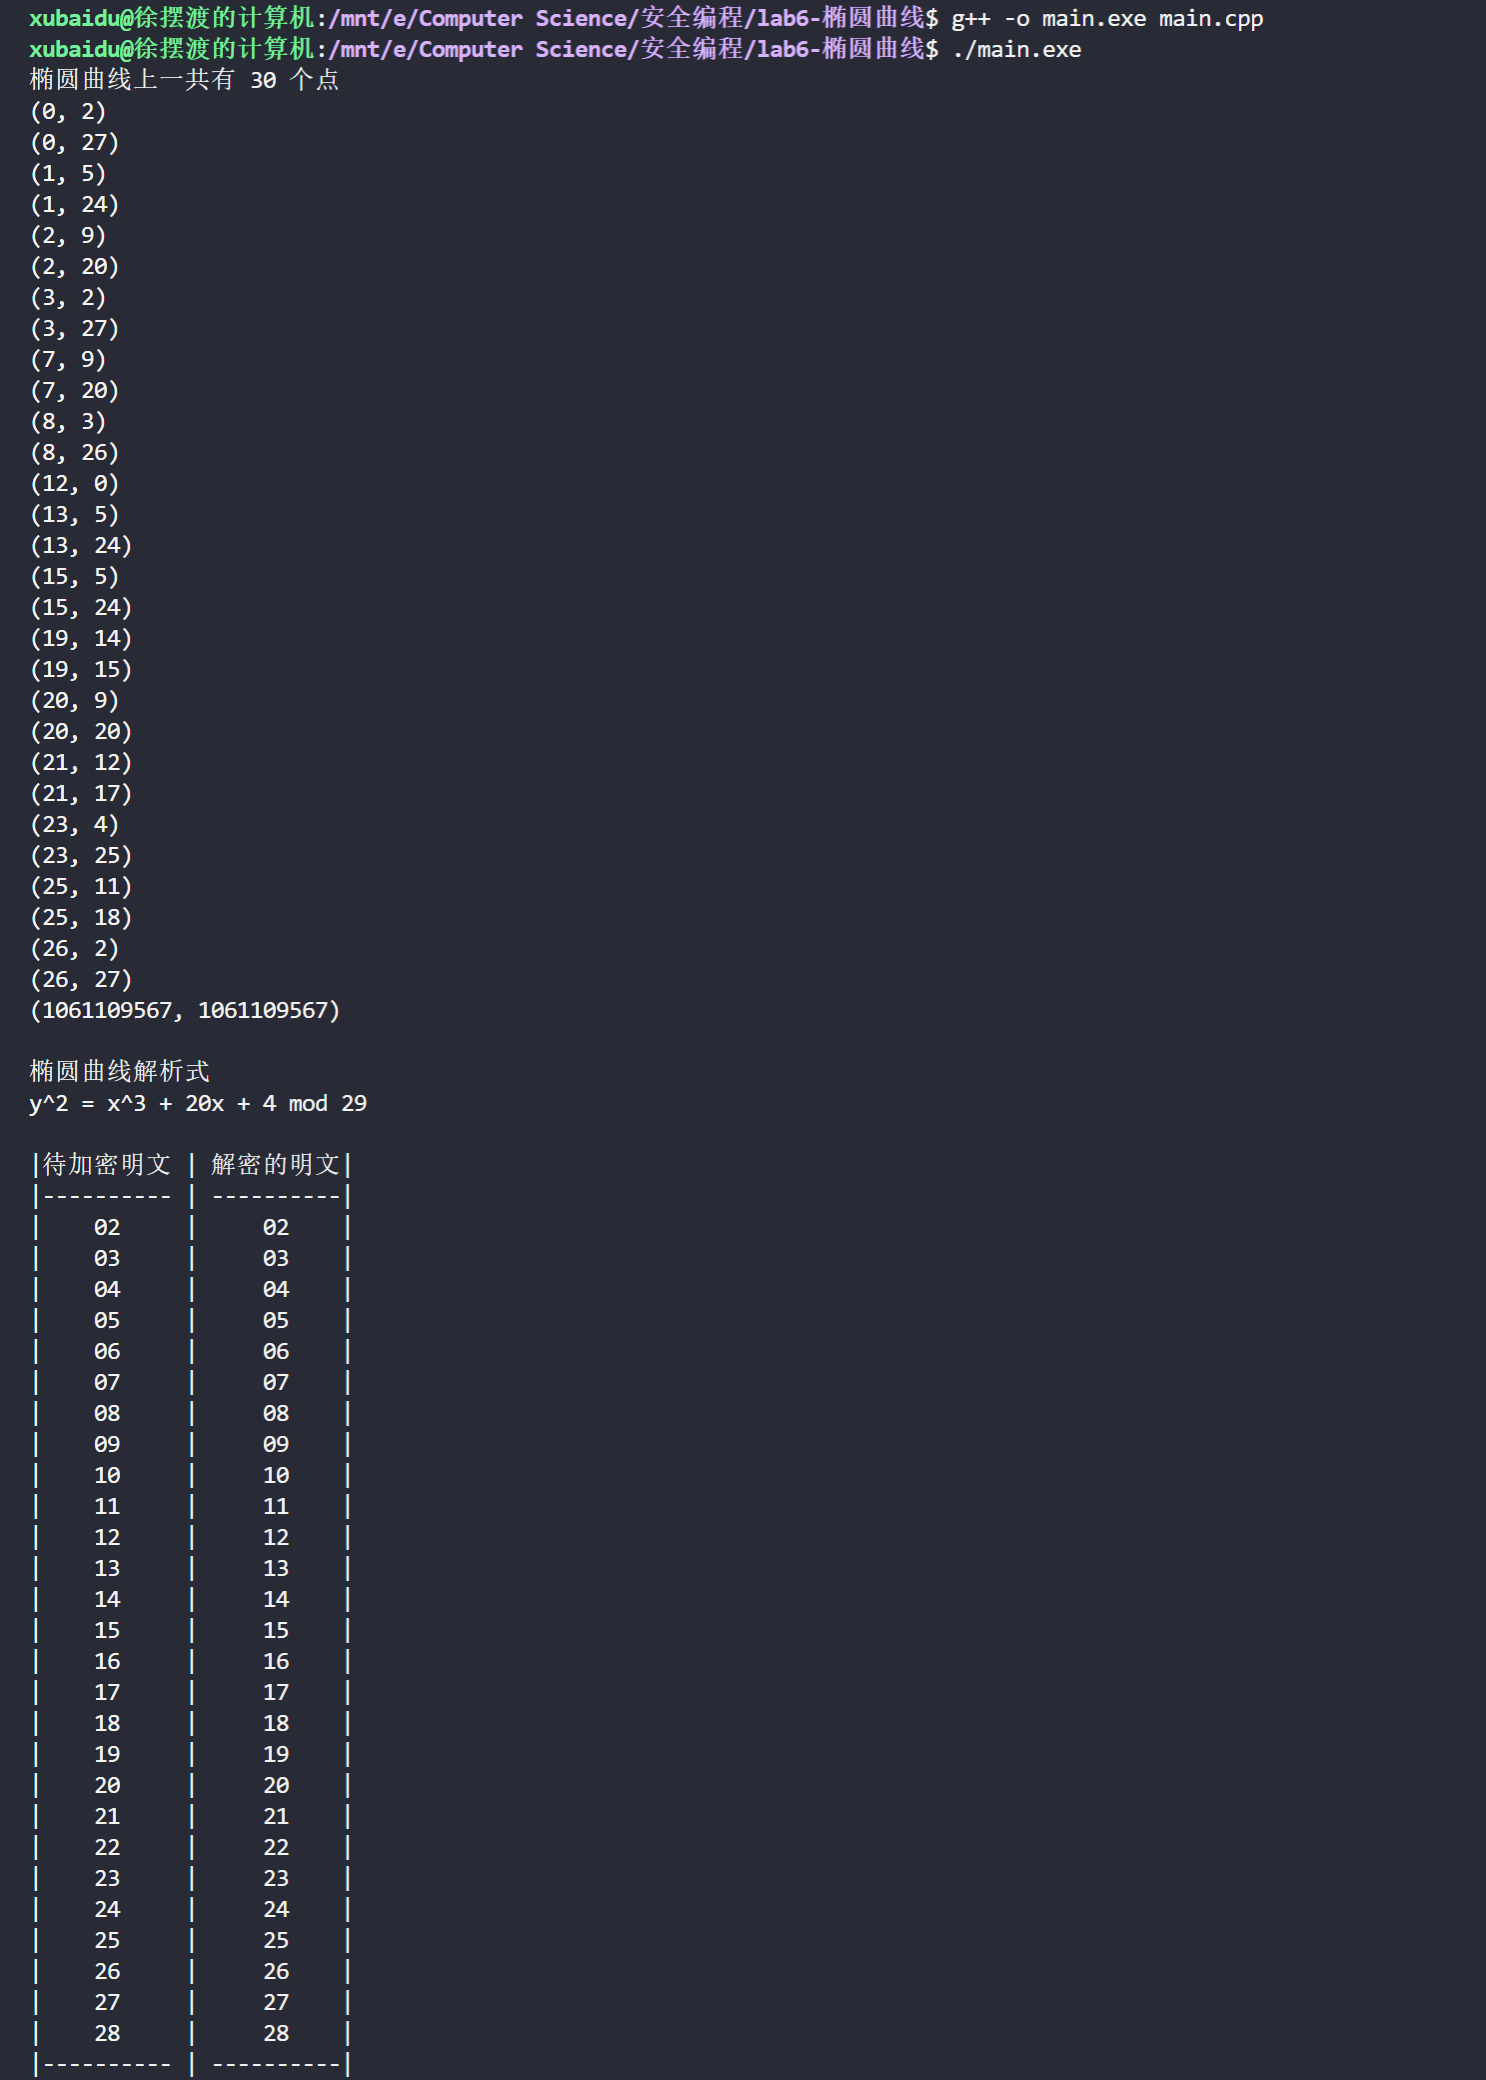 xubaidu@徐摆渡的计算机:/mnt/e/Computer Science/安全编程/lab6-椭圆曲线$ g++ -o main.exe main.cpp
xubaidu@徐摆渡的计算机:/mnt/e/Computer Science/安全编程/lab6-椭圆曲线$ ./main.exe
椭圆曲线上一共有 30 个点
(0, 2)
(0, 27)
(1, 5)
(1, 24)
(2, 9)
(2, 20)
(3, 2)
(3, 27)
(7, 9)
(7, 20)
(8, 3)
(8, 26)
(12, 0)
(13, 5)
(13, 24)
(15, 5)
(15, 24)
(19, 14)
(19, 15)
(20, 9)
(20, 20)
(21, 12)
(21, 17)
(23, 4)
(23, 25)
(25, 11)
(25, 18)
(26, 2)
(26, 27)
(1061109567, 1061109567)
椭圆曲线解析式
y^2 = x^3 + 20x + 4 mod 29
|待加密明文 | 解密的明文|
|---------- | ----------|
|    02     |     02    |
|    03     |     03    |
|    04     |     04    |
|    05     |     05    |
|    06     |     06    |
|    07     |     07    |
|    08     |     08    |
|    09     |     09    |
|    10     |     10    |
|    11     |     11    |
|    12     |     12    |
|    13     |     13    |
|    14     |     14    |
|    15     |     15    |
|    16     |     16    |
|    17     |     17    |
|    18     |     18    |
|    19     |     19    |
|    20     |     20    |
|    21     |     21    |
|    22     |     22    |
|    23     |     23    |
|    24     |     24    |
|    25     |     25    |
|    26     |     26    |
|    27     |     27    |
|    28     |     28    |
|---------- | ----------|